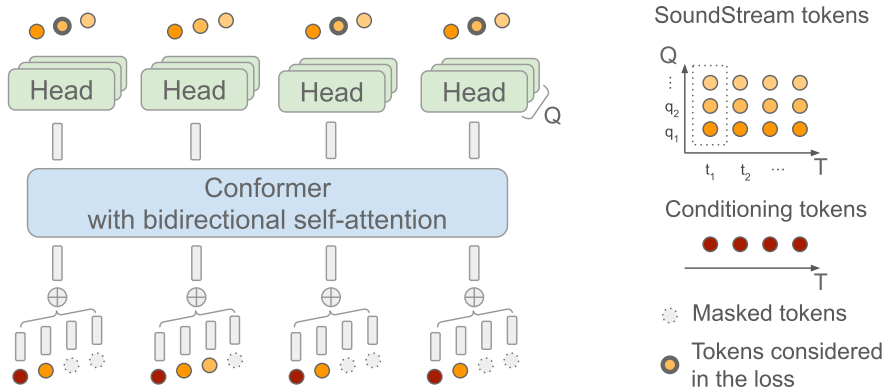 Head
Head
Head
Head
Q
Conformer
with bidirectional self-attention
SoundStream tokens
Q
⋮
q2
q1
t1 t2 ⋯ T
Conditioning tokens
T
Masked tokens
Tokens considered
in the loss